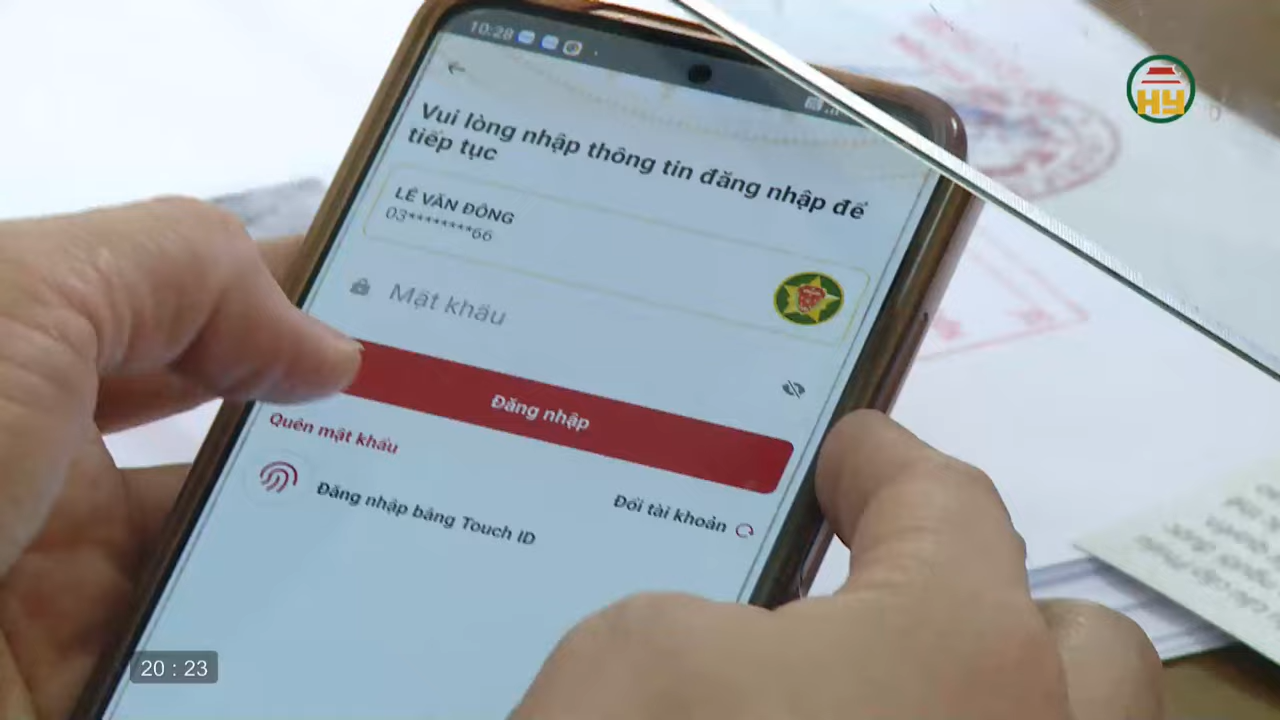 10:28
HY
Vui lòng nhập thông tin đăng nhập để
tiếp tục
LÊ VĂN ĐÔNG
03********66
Mật khẩu
Đăng nhập
Quên mật khẩu
Đổi tài khoản
Đăng nhập bằng Touch ID
20 : 23